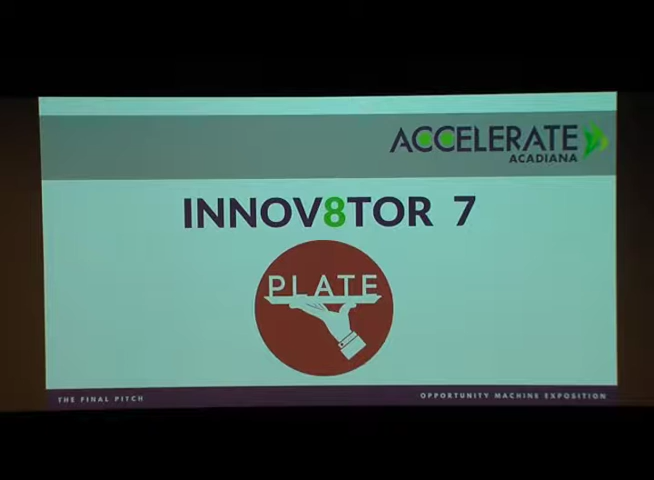 ACCELERATE
ACADIANA
INNOV8TOR 7
PLATE
THE FINAL PITCH
OPPORTUNITY MACHINE EXPOSITION